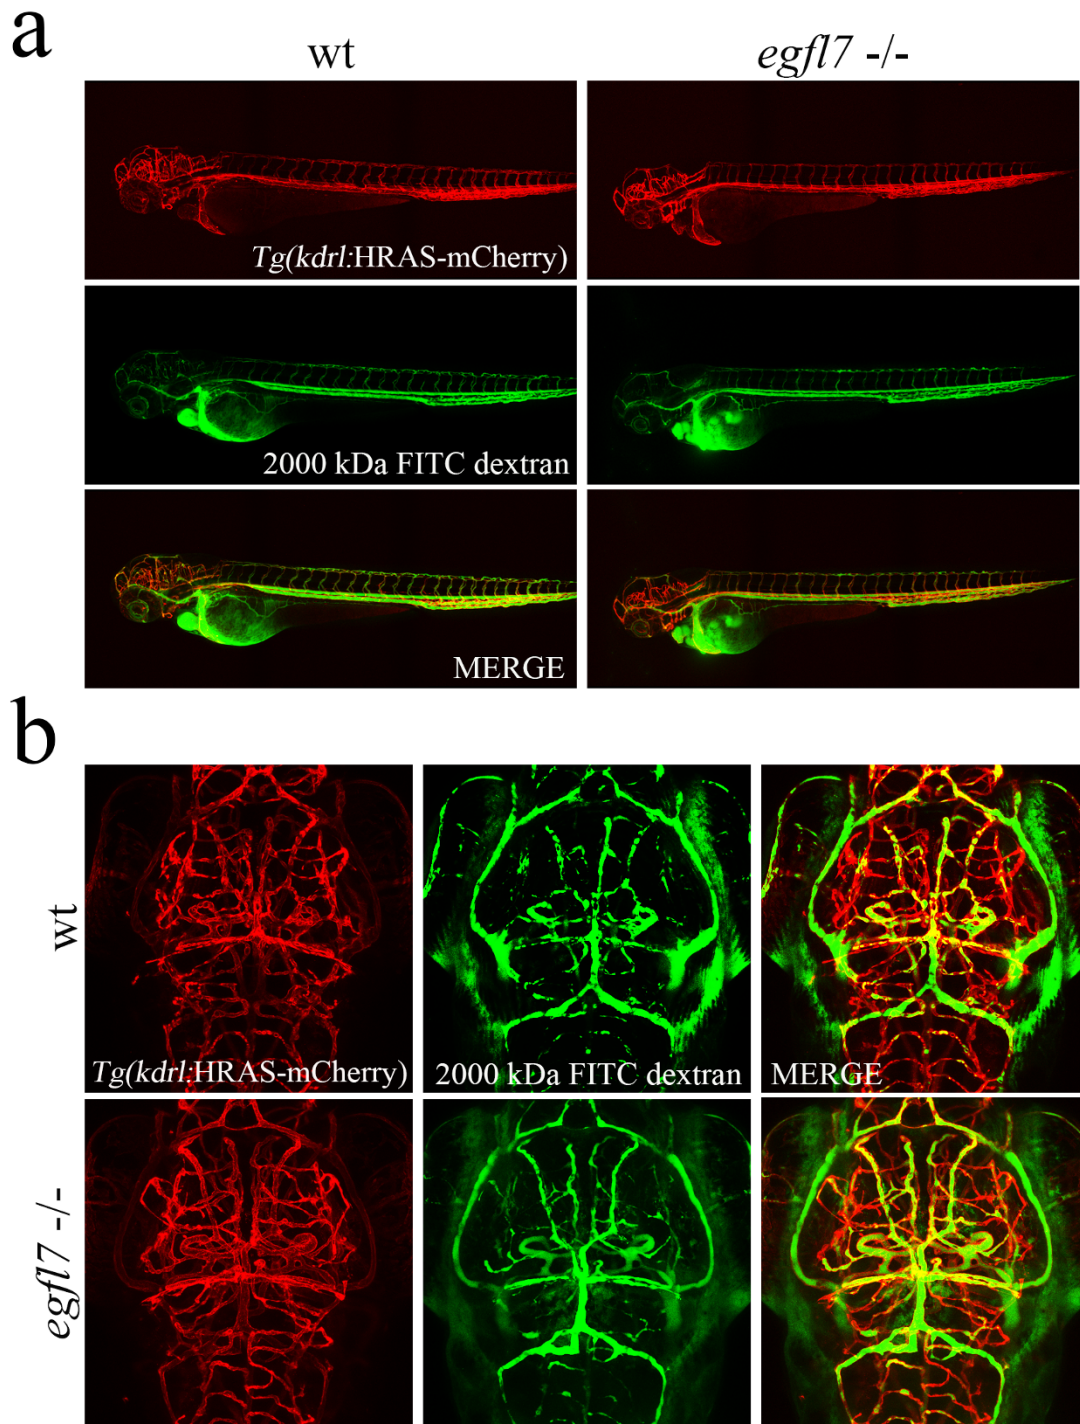 a
wt
egfl7 -/-
Tg(kdrl:HRAS-mCherry)
2000 kDa FITC dextran
MERGE
b
wt
Tg(kdrl:HRAS-mCherry)
2000 kDa FITC dextran
MERGE
egfl7 -/-